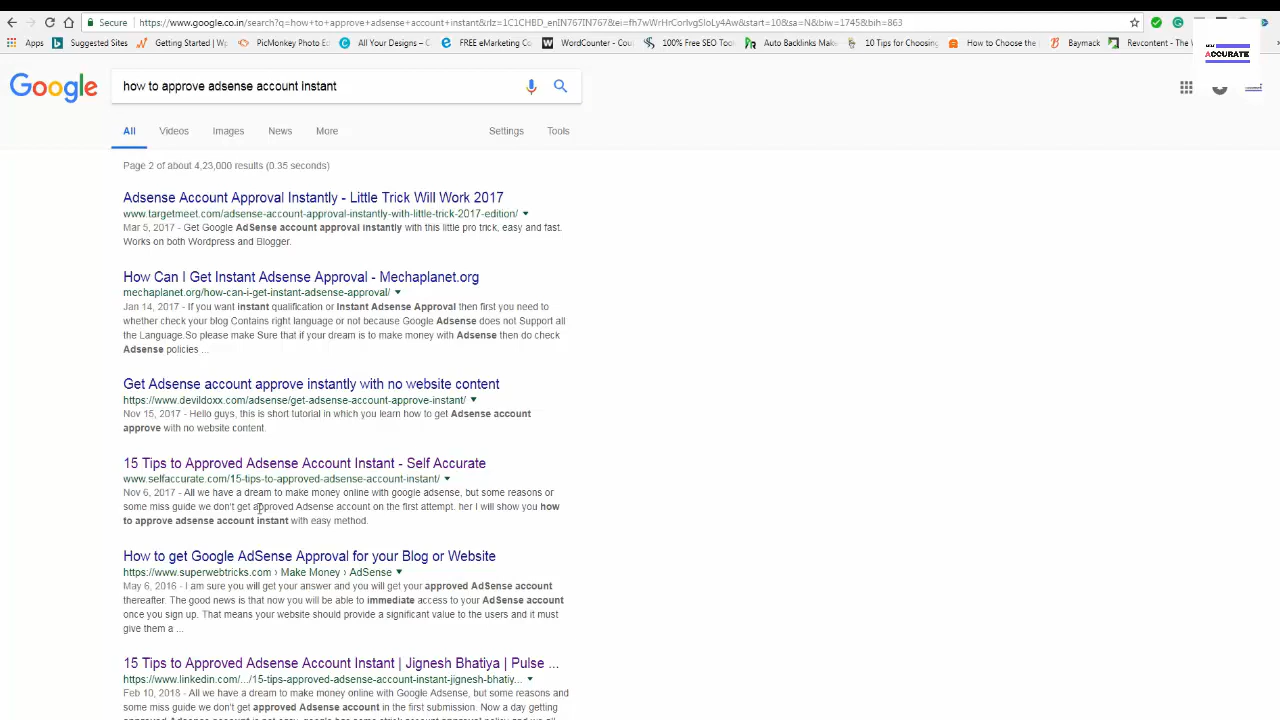 Secure
https://www.google.co.in/search?q=how+to+approve+adsense+account+instant&rlz=1C1CHBD_enIN767IN767&ei=fh7wWrHrCorIvgSloLy4Aw&start=10&sa=N&biw=1745&bih=863
Apps Suggested Sites Getting Started | Wp PicMonkey Photo Ed All Your Designs – FREE eMarketing Co WordCounter - Cou 100% Free SEO Tool Auto Backlinks Make 10 Tips for Choosing How to Choose the Baymack Revcontent - The
ACCURATE
Google
how to approve adsense account instant
All Videos Images News More Settings Tools
Page 2 of about 4,23,000 results (0.35 seconds)
Adsense Account Approval Instantly - Little Trick Will Work 2017
www.targetmeet.com/adsense-account-approval-instantly-with-little-trick-2017-edition/
Mar 5, 2017 - Get Google AdSense account approval instantly with this little pro trick, easy and fast.
Works on both Wordpress and Blogger.
How Can I Get Instant Adsense Approval - Mechaplanet.org
mechaplanet.org/how-can-i-get-instant-adsense-approval/
Jan 14, 2017 - If you want instant qualification or Instant Adsense Approval then first you need to
whether check your blog Contains right language or not because Google Adsense does not Support all
the Language.So please make Sure that if your dream is to make money with Adsense then do check
Adsense policies ...
Get Adsense account approve instantly with no website content
https://www.devildoxx.com/adsense/get-adsense-account-approve-instant/
Nov 15, 2017 - Hello guys, this is short tutorial in which you learn how to get Adsense account
approve with no website content.
15 Tips to Approved Adsense Account Instant - Self Accurate
www.selfaccurate.com/15-tips-to-approved-adsense-account-instant/
Nov 6, 2017 - All we have a dream to make money online with google adsense, but some reasons or
some miss guide we don't get approved Adsense account on the first attempt. her I will show you how
to approve adsense account instant with easy method.
How to get Google AdSense Approval for your Blog or Website
https://www.superwebtricks.com › Make Money › AdSense
May 6, 2016 - I am sure you will get your answer and you will get your approved AdSense account
thereafter. The good news is that now you will be able to immediate access to your AdSense account
once you sign up. That means your website should provide a significant value to the users and it must
give them a ...
15 Tips to Approved Adsense Account Instant | Jignesh Bhatiya | Pulse ...
https://www.linkedin.com/.../15-tips-approved-adsense-account-instant-jignesh-bhatiy...
Feb 10, 2018 - All we have a dream to make money online with Google Adsense, but some reasons and
some miss guide we don't get approved Adsense account in the first submission. Now a day getting